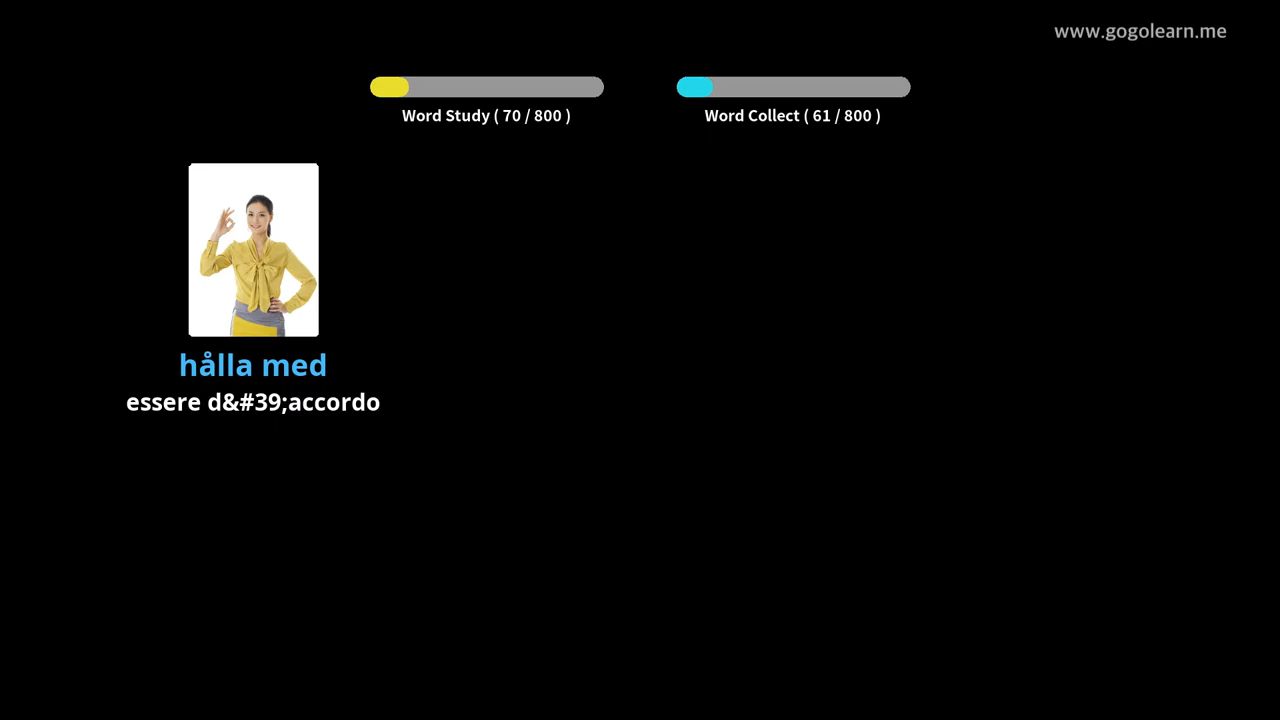 www.gogolearn.me
Word Study ( 70 / 800 )
Word Collect ( 61 / 800 )
hålla med
essere d&#39;accordo